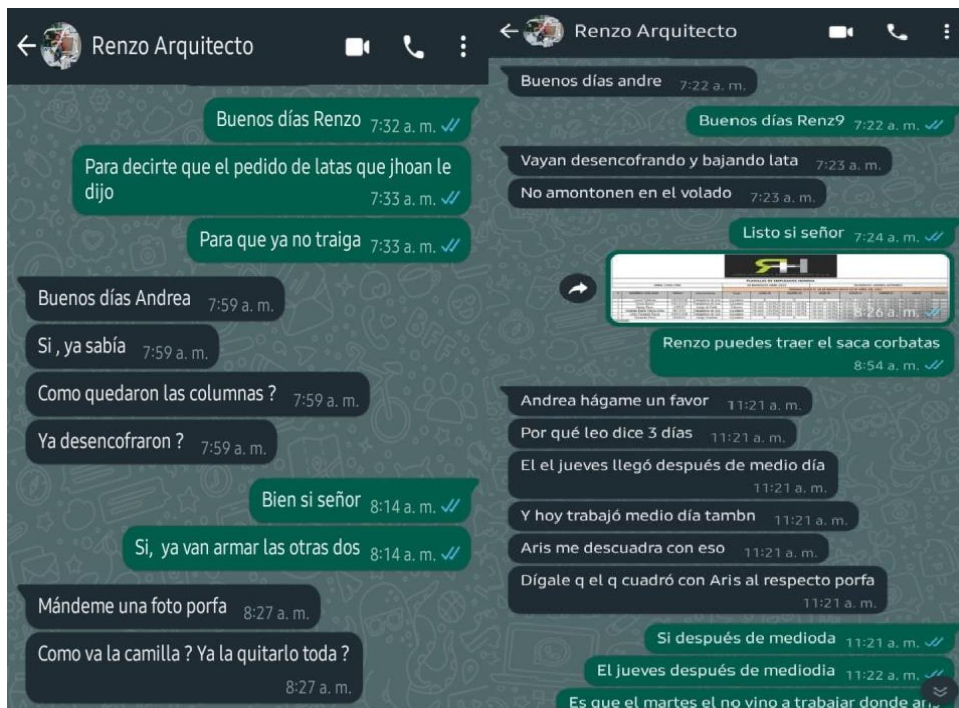 Renzo Arquitecto
Buenos días Renzo 7:32 a. m.
Para decirte que el pedido de latas que jhoan le
dijo 7:33 a. m.
Para que ya no traiga 7:33 a. m.
Buenos días Andrea 7:59 a. m.
Si , ya sabía 7:59 a. m.
Como quedaron las columnas ? 7:59 a. m.
Ya desencofraron ? 7:59 a. m.
Bien si señor 8:14 a. m.
Si, ya van armar las otras dos 8:14 a. m.
Mándeme una foto porfa 8:27 a. m.
Como va la camilla ? Ya la quitarlo toda ?
8:27 a. m.
Renzo Arquitecto
Buenos días andre 7:22 a. m.
Buenos días Renz9 7:22 a. m.
Vayan desencofrando y bajando lata 7:23 a. m.
No amontonen en el volado 7:23 a. m.
Listo si señor 7:24 a. m.
8:26 a. m.
Renzo puedes traer el saca corbatas
8:54 a. m.
Andrea hágame un favor 11:21 a. m.
Por qué leo dice 3 días 11:21 a. m.
El el jueves llegó después de medio día
11:21 a. m.
Y hoy trabajó medio día tambn 11:21 a. m.
Aris me descuadra con eso 11:21 a. m.
Dígale q el q cuadró con Aris al respecto porfa
11:21 a. m.
Si después de medioda 11:21 a. m.
El jueves después de mediodia 11:22 a. m.
Es que el martes el no vino a trabajar donde